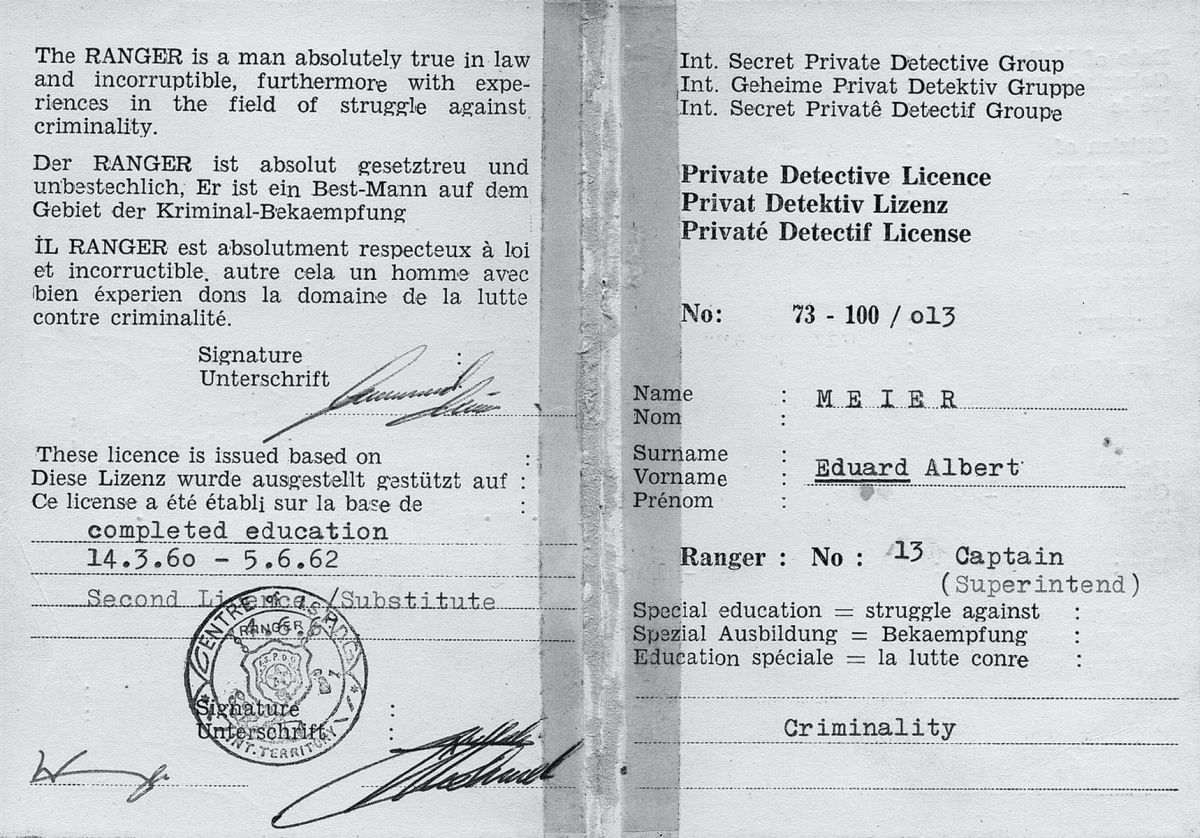 The RANGER is a man absolutely true in law
and incorruptible, furthermore with expe-
riences in the field of struggle against
criminality.
Der RANGER ist absolut gesetztreu und
unbestechlich, Er ist ein Best-Mann auf dem
Gebiet der Kriminal-Bekaempfung
İL RANGER est absolutment respecteux à loi
et incorructible, autre cela un homme avec
bien éxperien dons la domaine de la lutte
contre criminalité.
Signature :
Unterschrift
These licence is issued based on :
Diese Lizenz wurde ausgestellt gestützt auf :
Ce license a été établi sur la base de :
completed education
14.3.60 - 5.6.62
Second Licence /Substitute
CENTRE of I.S.P.D.G.
RANGER
INT. TERRITORY
Signature :
Unterschrift :
Int. Secret Private Detective Group
Int. Geheime Privat Detektiv Gruppe
Int. Secret Privatê Detectif Groupe
Private Detective Licence
Privat Detektiv Lizenz
Privaté Detectif License
No: 73 - 100 / 013
Name : MEIER
Nom :
Surname :
Vorname : Eduard Albert
Prénom :
Ranger : No : 13 Captain
(Superintend)
Special education = struggle against :
Spezial Ausbildung = Bekaempfung :
Education spéciale = la lutte conre :
Criminality